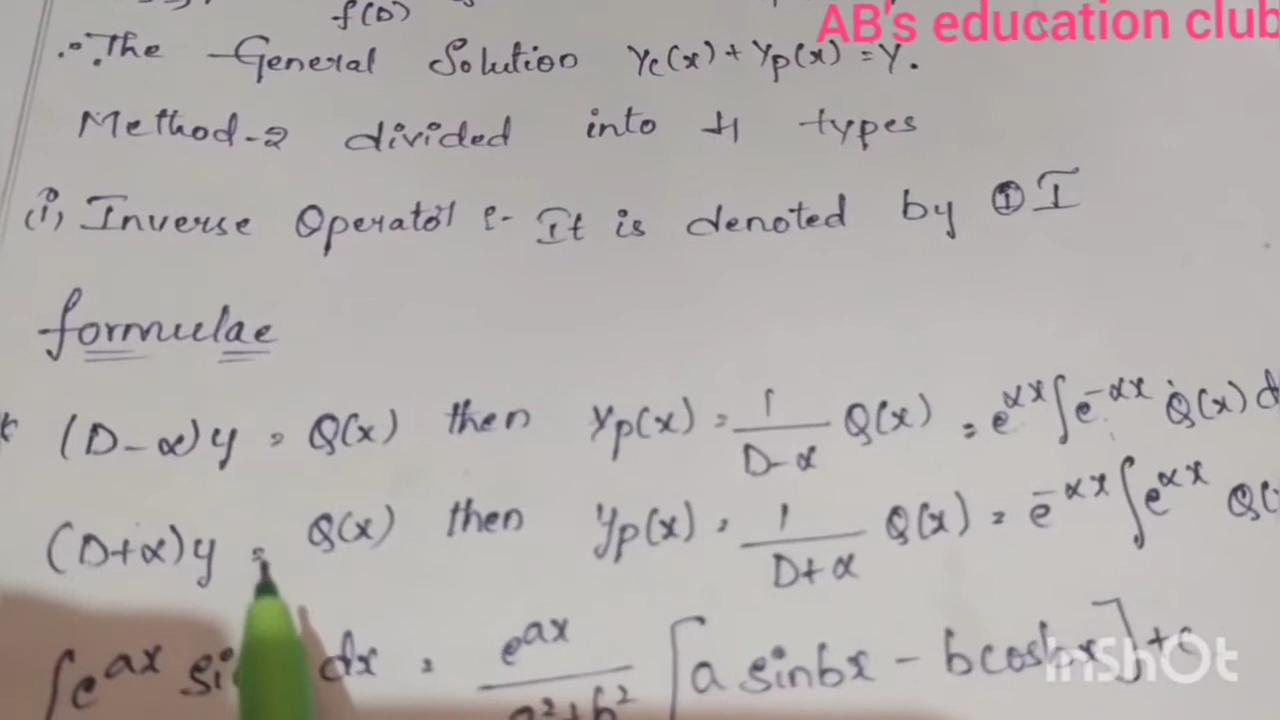 f(D)
AB's education club
∴ The General Solution Yc(x) + Yp(x) = Y.
Method-2 divided into 4 types
(i) Inverse Operator :- It is denoted by ① I
formulae
(D-α)y = Q(x) then Yp(x) = 1/(D-α) Q(x) = e^αx ∫e^-αx Q(x) d
(D+α)y = Q(x) then Yp(x) = 1/(D+α) Q(x) = e^-αx ∫e^αx Q(
∫e^ax si dx = e^ax/(a²+b²) [a sinbx - bcosbx] + c
InShOt